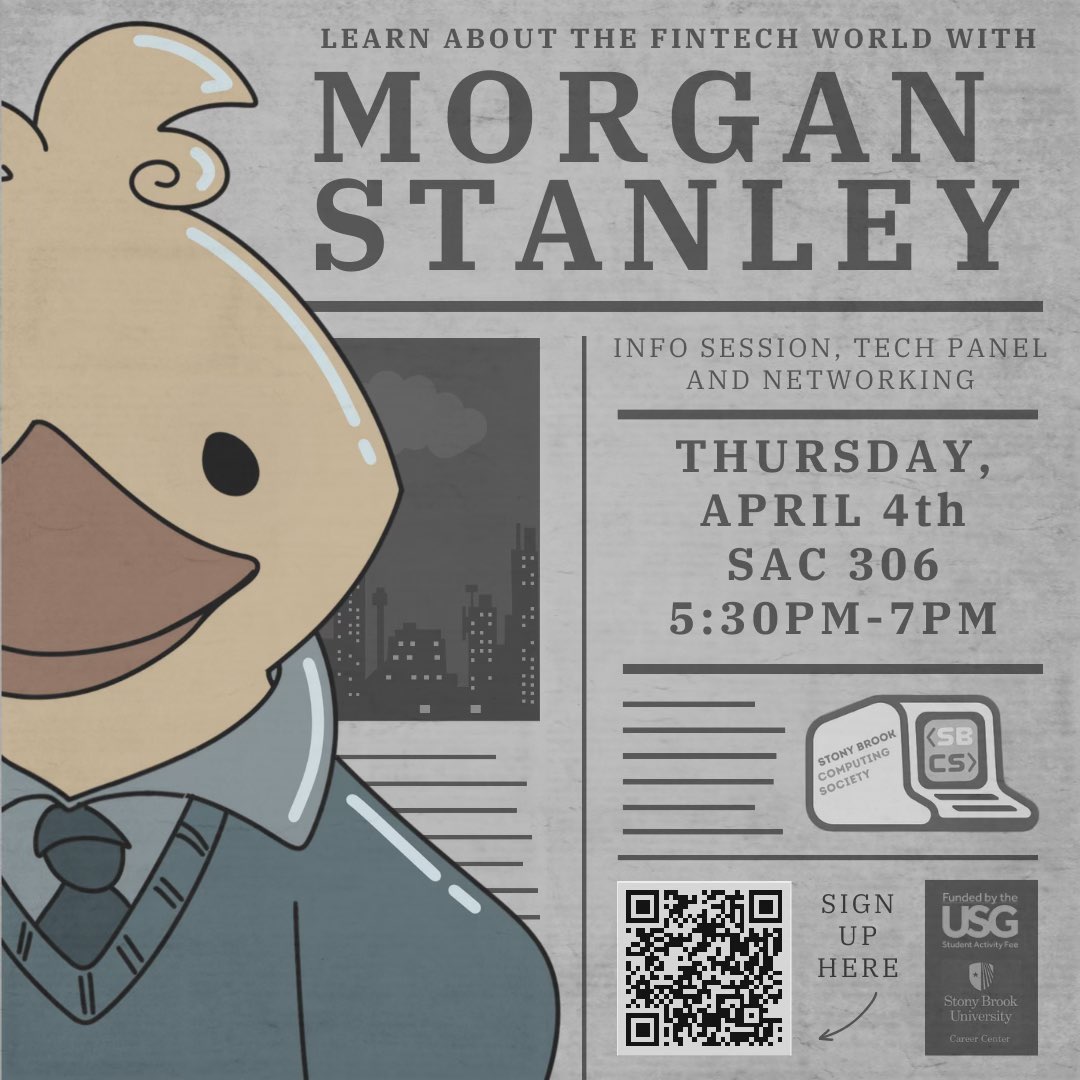 LEARN ABOUT THE FINTECH WORLD WITH
MORGAN
STANLEY
INFO SESSION, TECH PANEL
AND NETWORKING
THURSDAY,
APRIL 4th
SAC 306
5:30PM-7PM
STONY BROOK
COMPUTING
SOCIETY
<SB
CS>
SIGN
UP
HERE
Funded by the
USG
Student Activity Fee
Stony Brook
University
Career Center